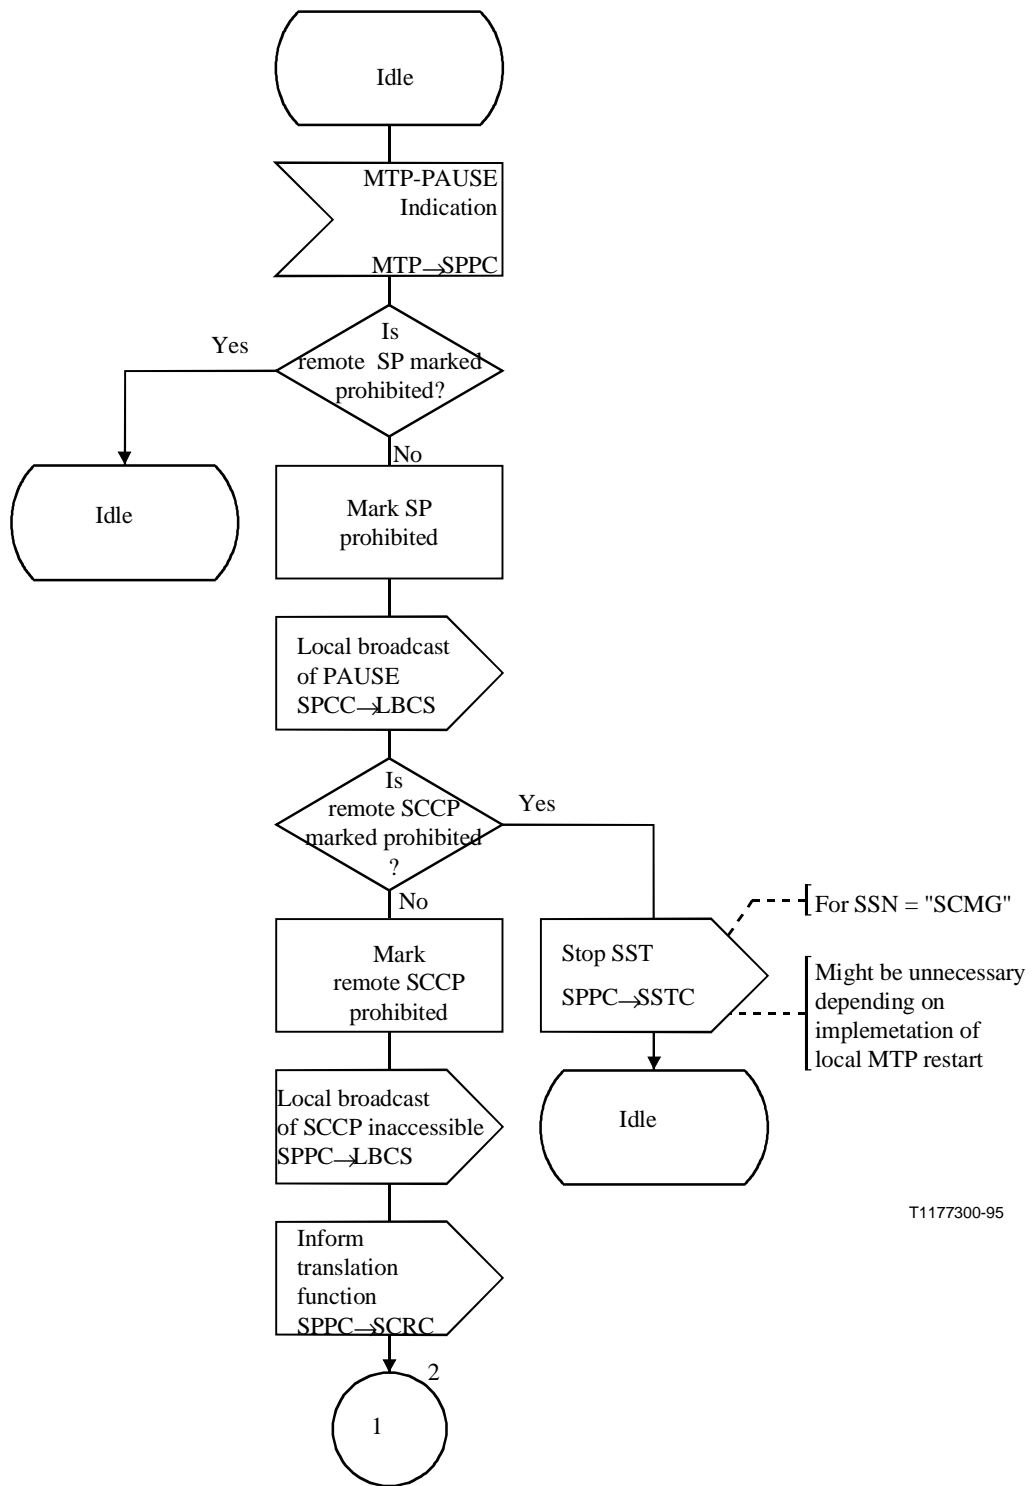 Idle
MTP-PAUSE
Indication
MTP→SPPC
Is
remote SP marked
prohibited?
Yes
No
Idle
Mark SP
prohibited
Local broadcast
of PAUSE
SPCC→LBCS
Is
remote SCCP
marked prohibited
?
Yes
No
For SSN = "SCMG"
Stop SST
SPPC→SSTC
Might be unnecessary
depending on
implemetation of
local MTP restart
Mark
remote SCCP
prohibited
Idle
Local broadcast
of SCCP inaccessible
SPPC→LBCS
T1177300-95
Inform
translation
function
SPPC→SCRC
2
1